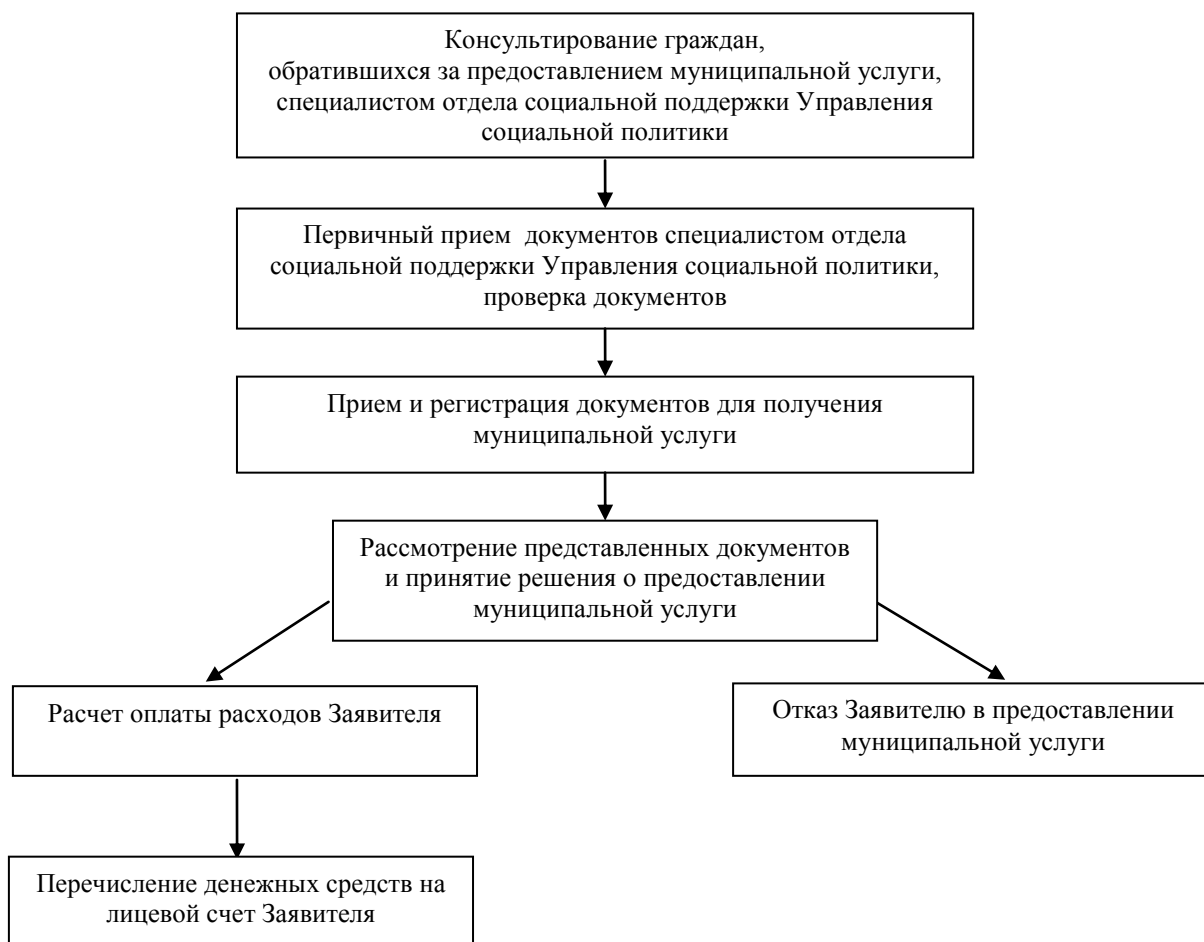 Консультирование граждан,
обратившихся за предоставлением муниципальной услуги,
специалистом отдела социальной поддержки Управления
социальной политики
Первичный прием  документов специалистом отдела
социальной поддержки Управления социальной политики,
проверка документов
Прием и регистрация документов для получения
муниципальной услуги
Рассмотрение представленных документов
и принятие решения о предоставлении
муниципальной услуги
Расчет оплаты расходов Заявителя
Отказ Заявителю в предоставлении
муниципальной услуги
Перечисление денежных средств на
лицевой счет Заявителя